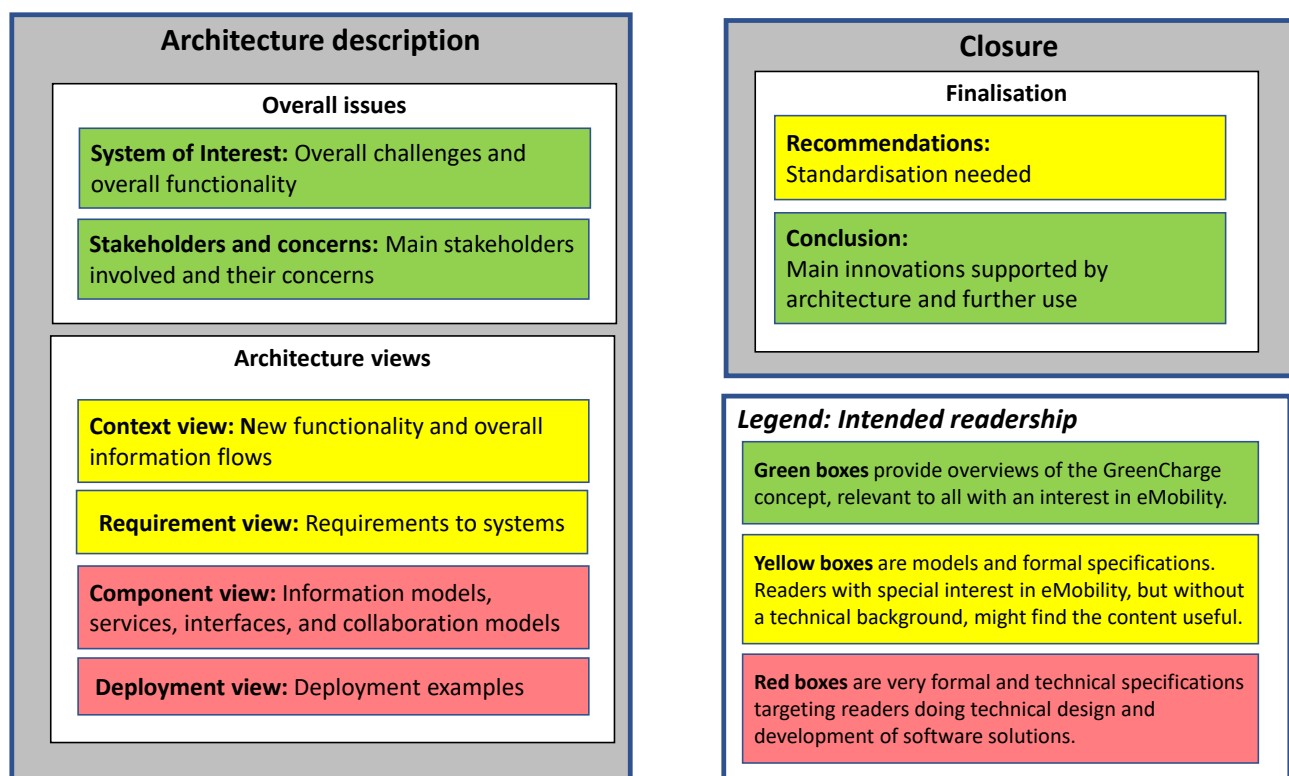 Architecture description
Overall issues
System of Interest: Overall challenges and
overall functionality
Stakeholders and concerns: Main stakeholders
involved and their concerns
Architecture views
Context view: New functionality and overall
information flows
Requirement view: Requirements to systems
Component view: Information models,
services, interfaces, and collaboration models
Deployment view: Deployment examples
Closure
Finalisation
Recommendations:
Standardisation needed
Conclusion:
Main innovations supported by
architecture and further use
Legend: Intended readership
Green boxes provide overviews of the GreenCharge
concept, relevant to all with an interest in eMobility.
Yellow boxes are models and formal specifications.
Readers with special interest in eMobility, but without
a technical background, might find the content useful.
Red boxes are very formal and technical specifications
targeting readers doing technical design and
development of software solutions.